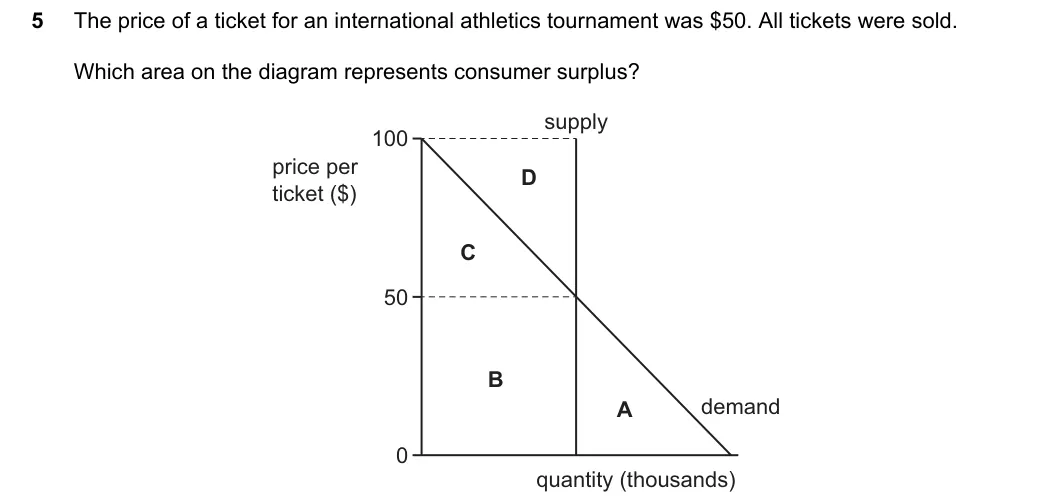 5 The price of a ticket for an international athletics tournament was $50. All tickets were sold.
Which area on the diagram represents consumer surplus?
supply
100
price per
ticket ($)
D
C
50
B
A
demand
0
quantity (thousands)